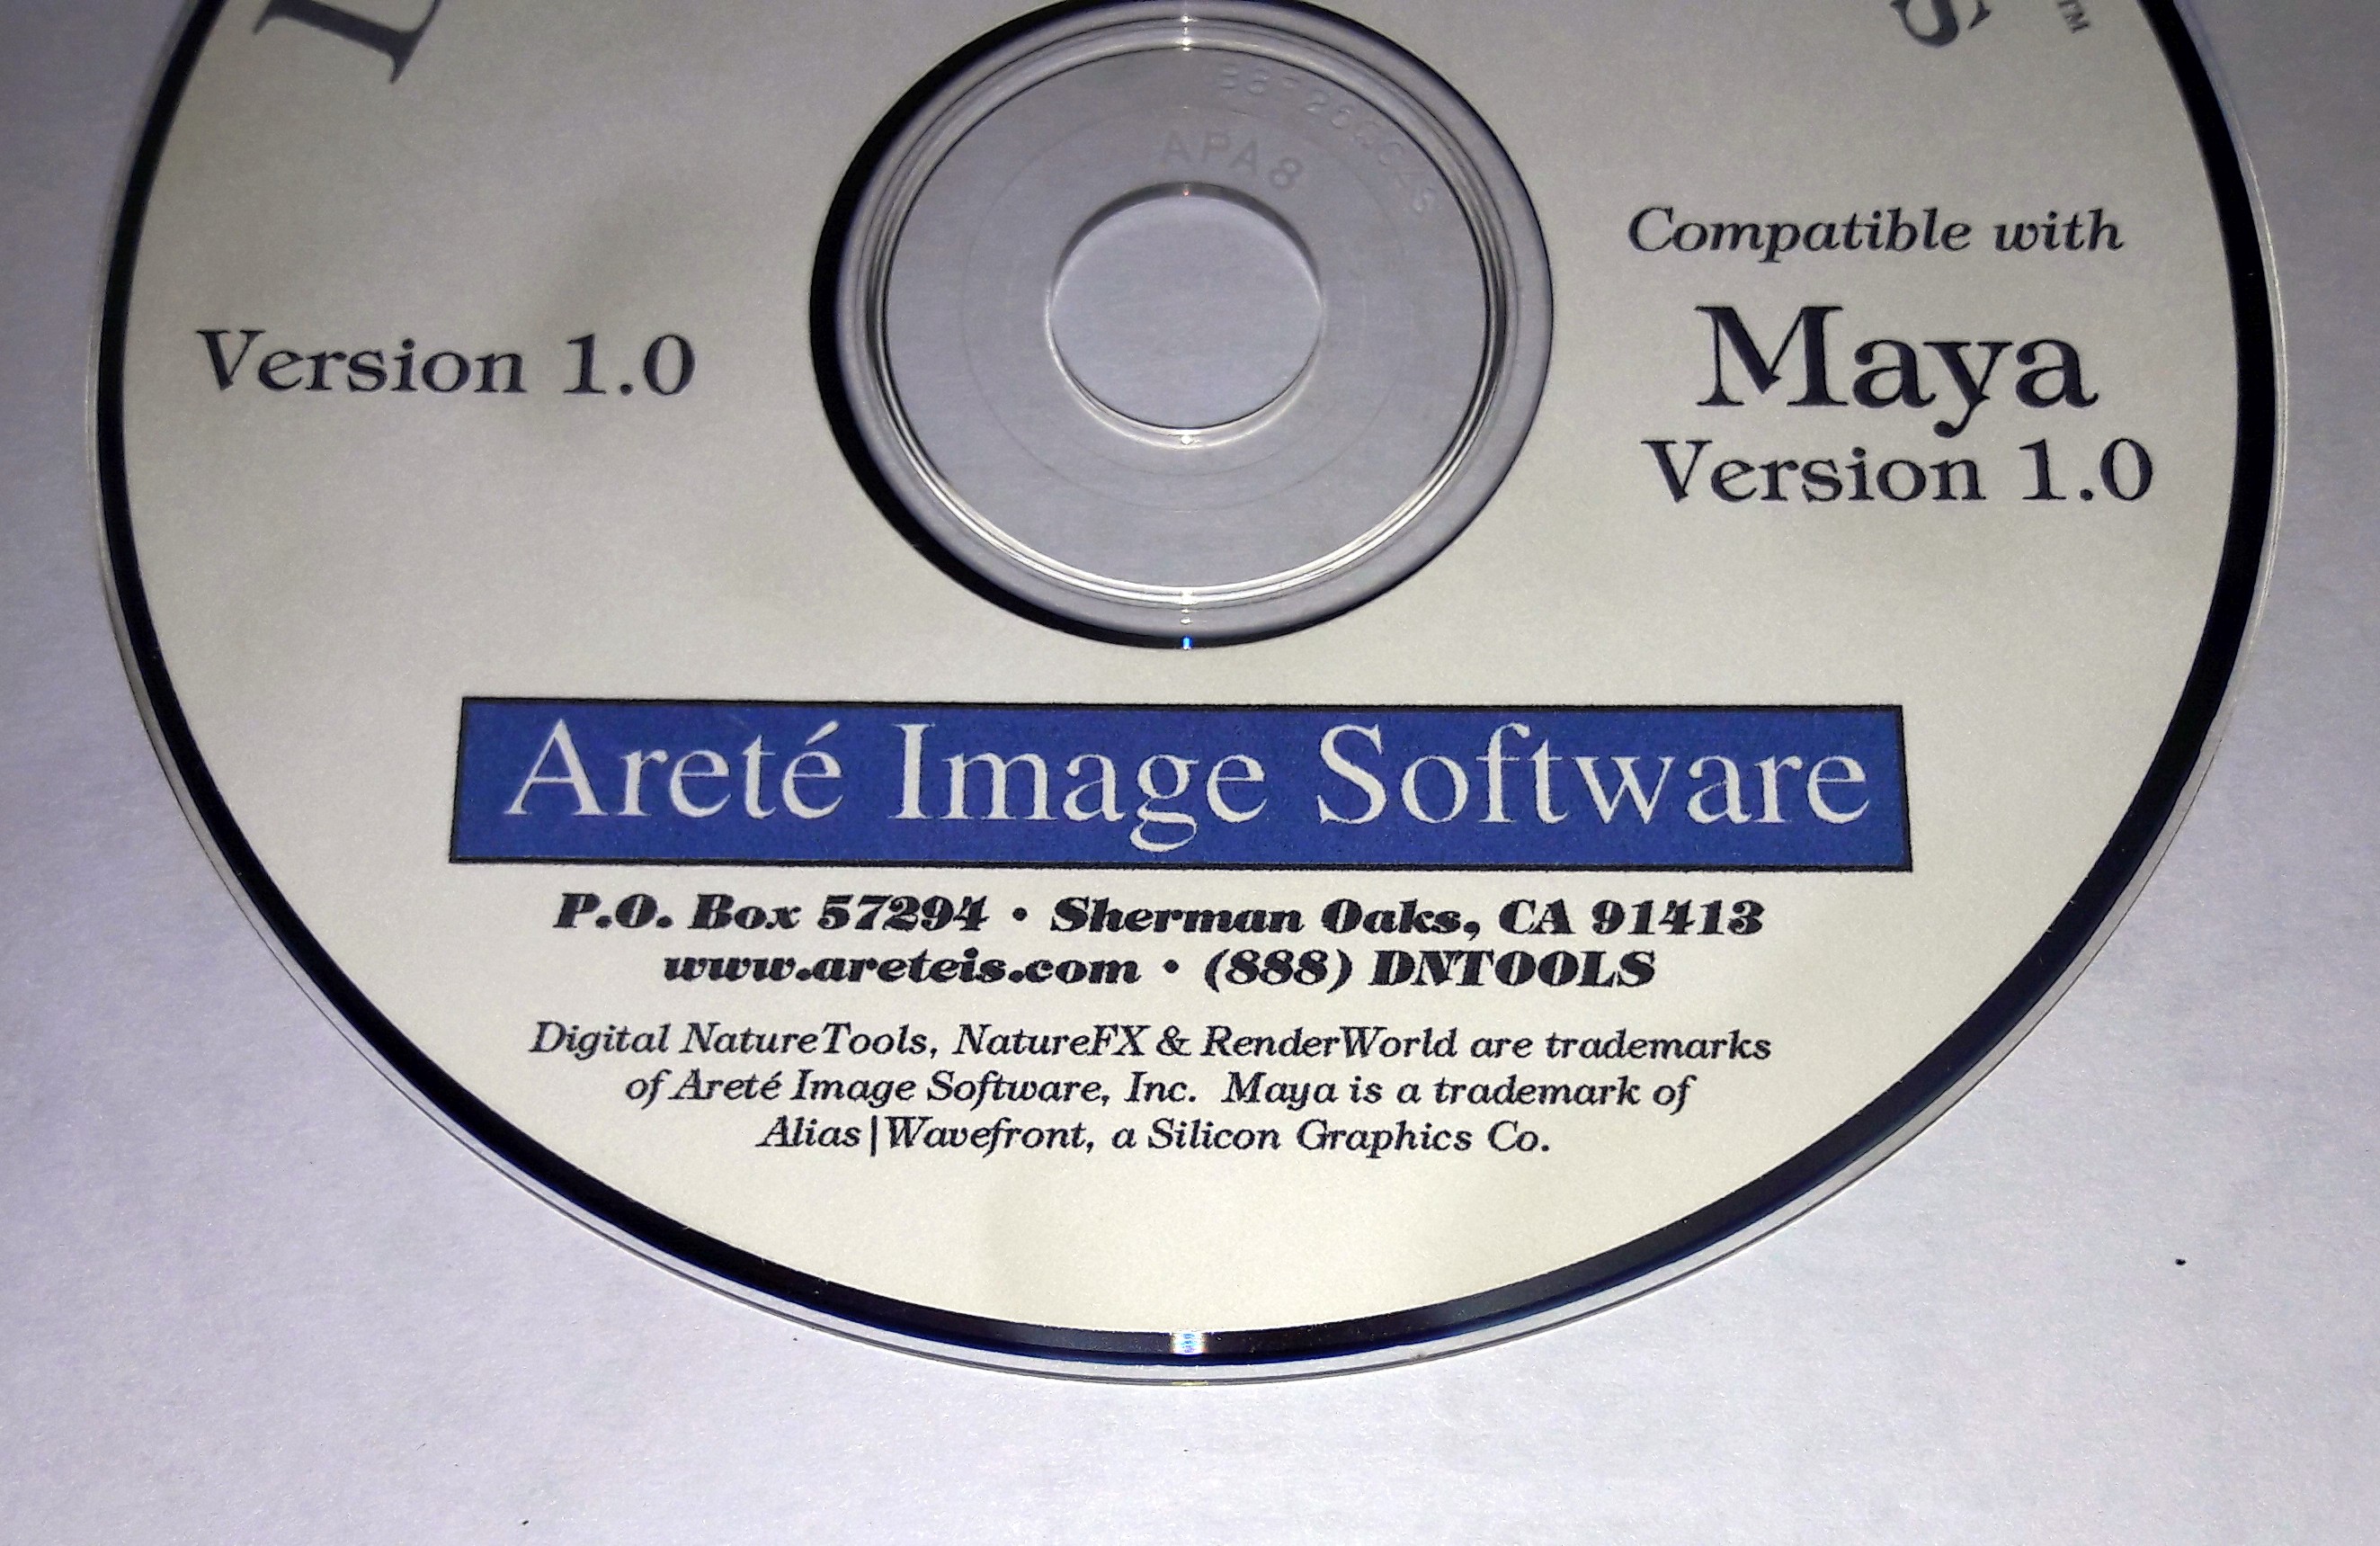 TM
APA8
Compatible with
Maya
Version 1.0
Version 1.0
Areté Image Software
P.O. Box 57294 • Sherman Oaks, CA 91413
www.areteis.com • (888) DNTOOLS
Digital NatureTools, NatureFX & RenderWorld are trademarks
of Areté Image Software, Inc. Maya is a trademark of
Alias|Wavefront, a Silicon Graphics Co.